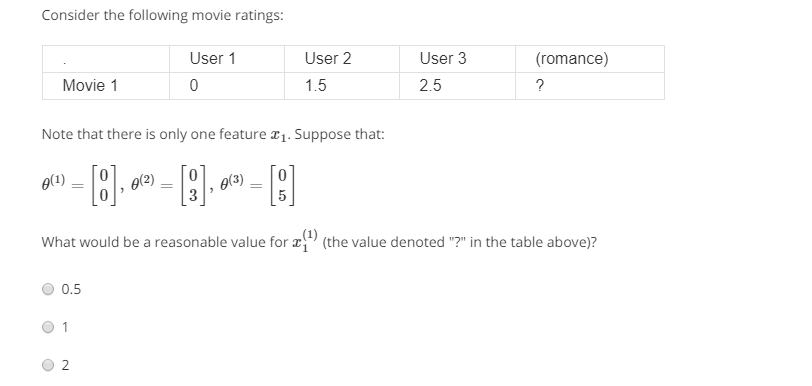 Consider the following movie ratings:
. User 1 User 2 User 3 (romance)
Movie 1 0 1.5 2.5 ?
Note that there is only one feature x₁. Suppose that:
θ⁽¹⁾ = [0 0], θ⁽²⁾ = [0 3], θ⁽³⁾ = [0 5]
What would be a reasonable value for x₁⁽¹⁾ (the value denoted "?" in the table above)?
0.5
1
2